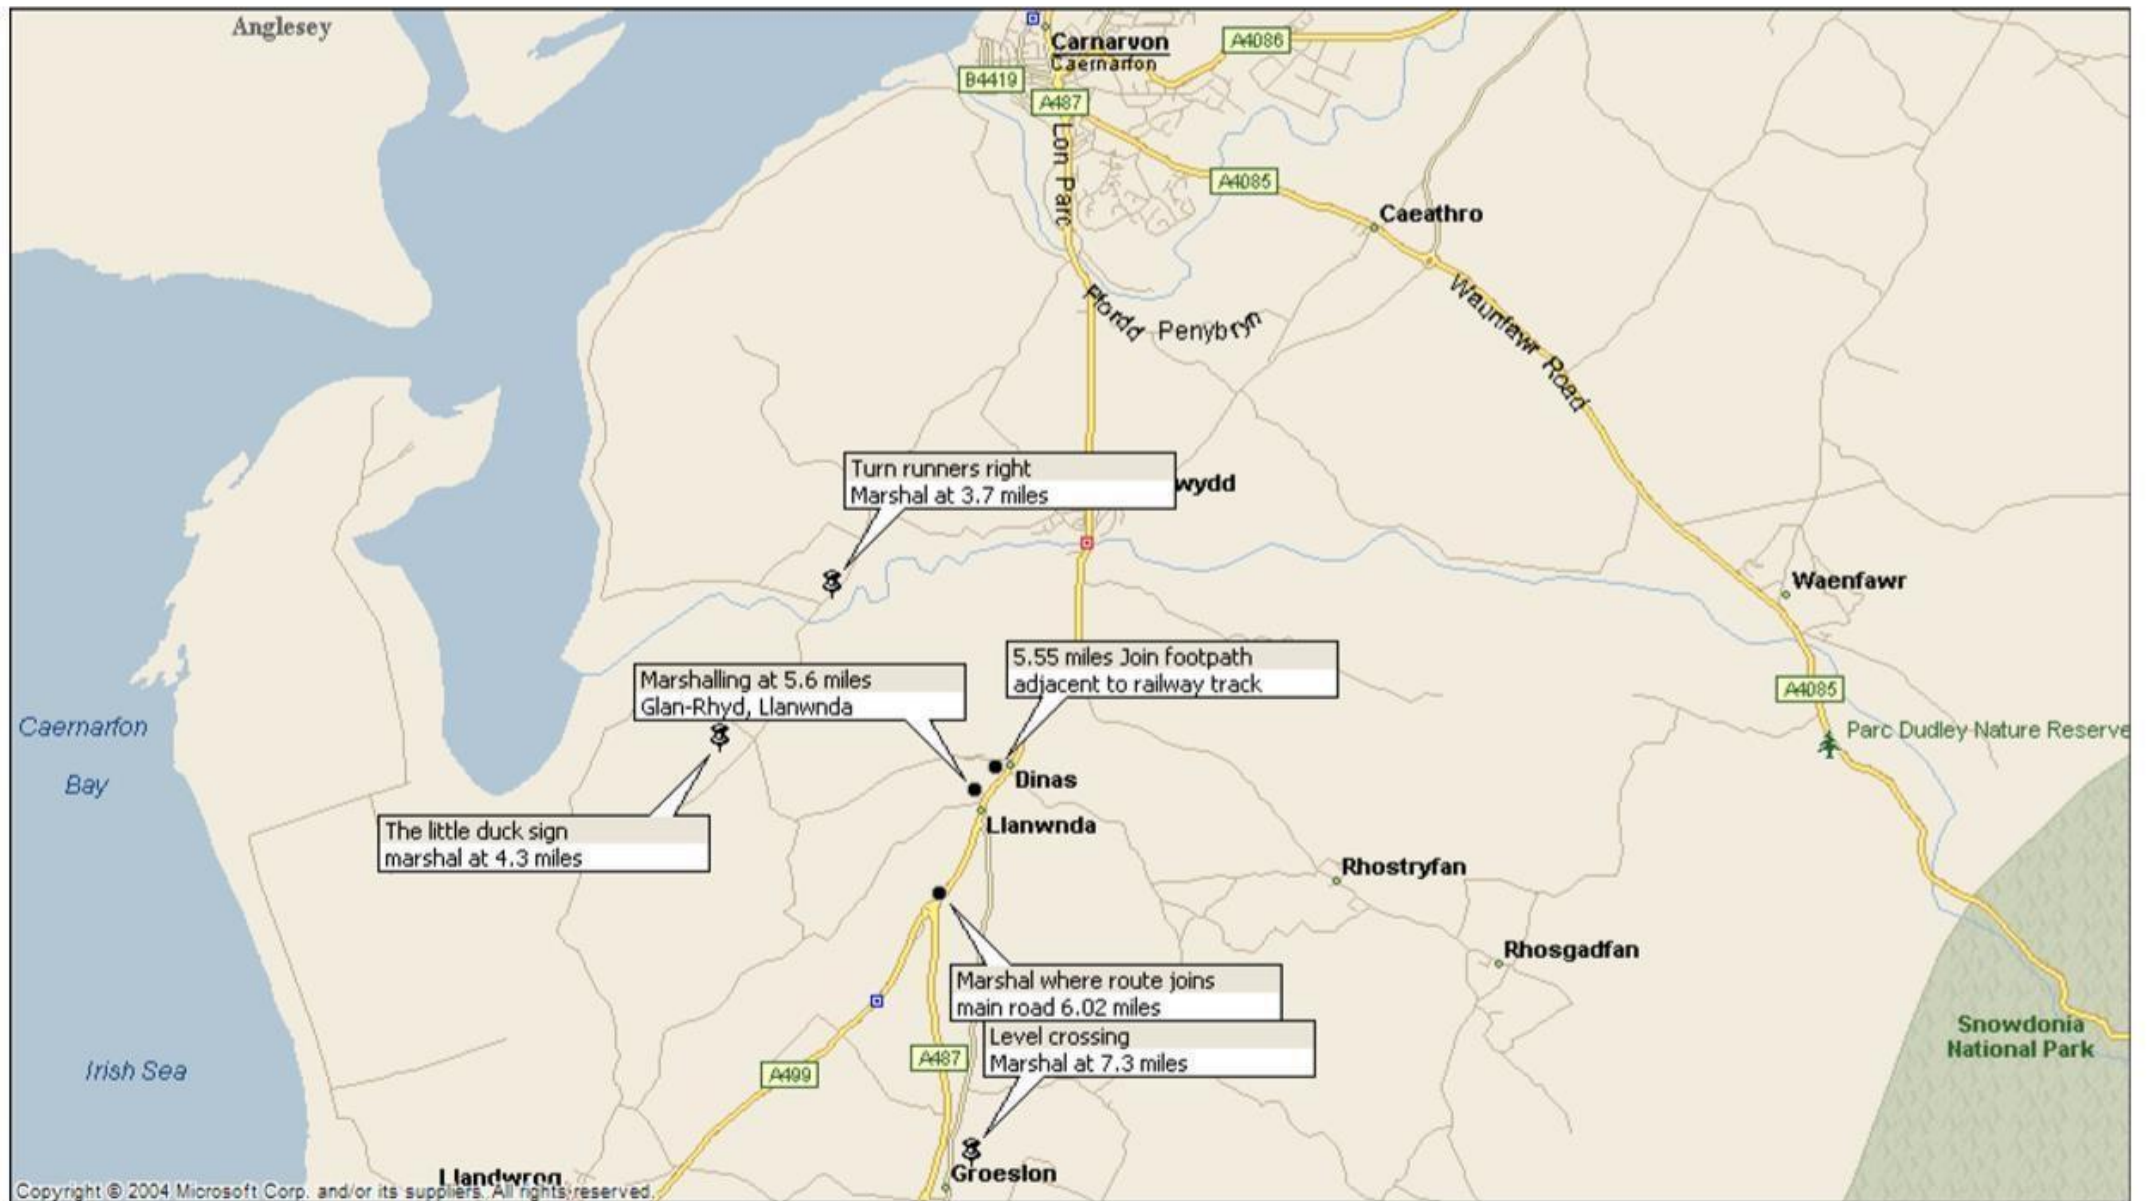 Anglesey
Carnarvon
Caernarfon
A4086
B4419
A487
Lon Parc
A4085
Caeathro
Ffordd Penybryn
Waunfawr Road
Turn runners right
Marshal at 3.7 miles
wydd
Waenfawr
5.55 miles Join footpath
adjacent to railway track
Marshalling at 5.6 miles
Glan-Rhyd, Llanwnda
A4085
Caernarfon
Bay
Parc Dudley Nature Reserve
Dinas
Llanwnda
The little duck sign
marshal at 4.3 miles
Rhostryfan
Rhosgadfan
Marshal where route joins
main road 6.02 miles
Level crossing
Marshal at 7.3 miles
Snowdonia
National Park
A487
A499
Irish Sea
Llandwrog
Groeslon
Copyright © 2004 Microsoft Corp. and/or its suppliers. All rights reserved.